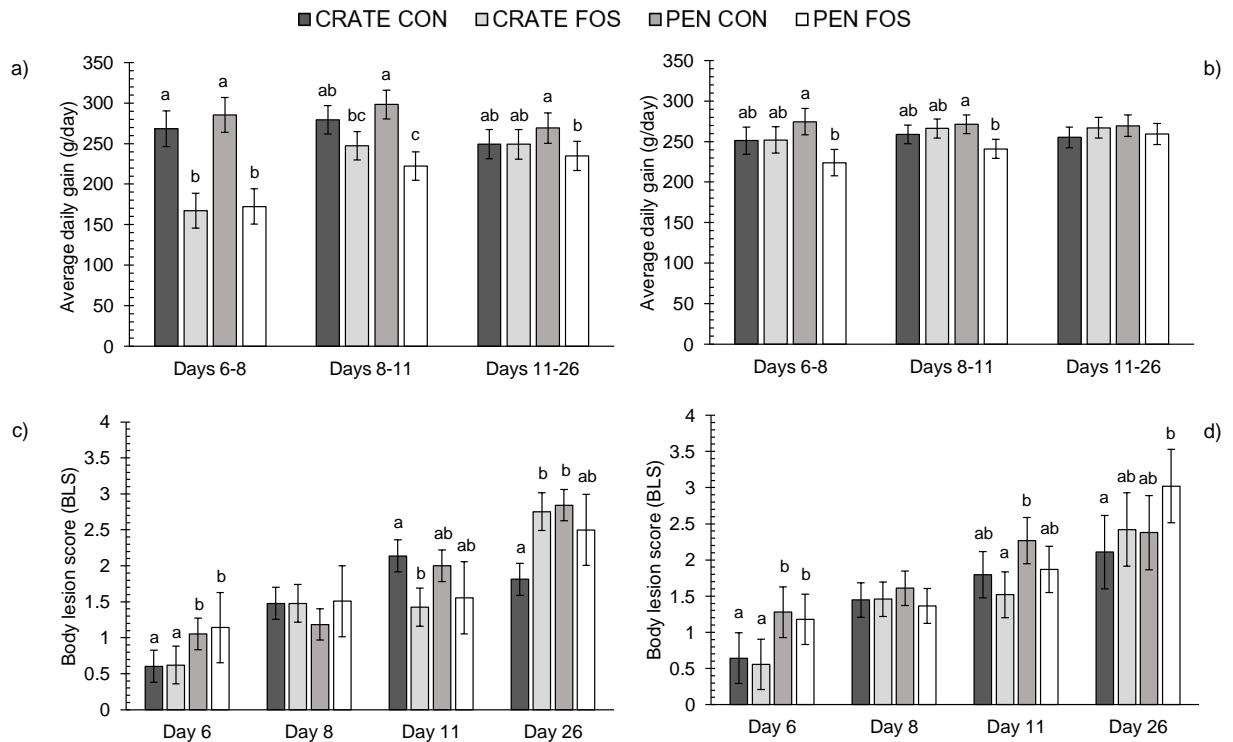 CRATE CON CRATE FOS PEN CON PEN FOS
a)
Average daily gain (g/day)
350
300
250
200
150
100
50
0
a b a b
ab bc a c
ab ab a b
Days 6-8 Days 8-11 Days 11-26
b)
Average daily gain (g/day)
350
300
250
200
150
100
50
0
ab ab a b
ab ab a b
Days 6-8 Days 8-11 Days 11-26
c)
Body lesion score (BLS)
4
3.5
3
2.5
2
1.5
1
0.5
0
a a b b
a b ab ab
a b b ab
Day 6 Day 8 Day 11 Day 26
d)
Body lesion score (BLS)
4
3.5
3
2.5
2
1.5
1
0.5
0
a a b b
ab a b ab
a ab ab b
Day 6 Day 8 Day 11 Day 26